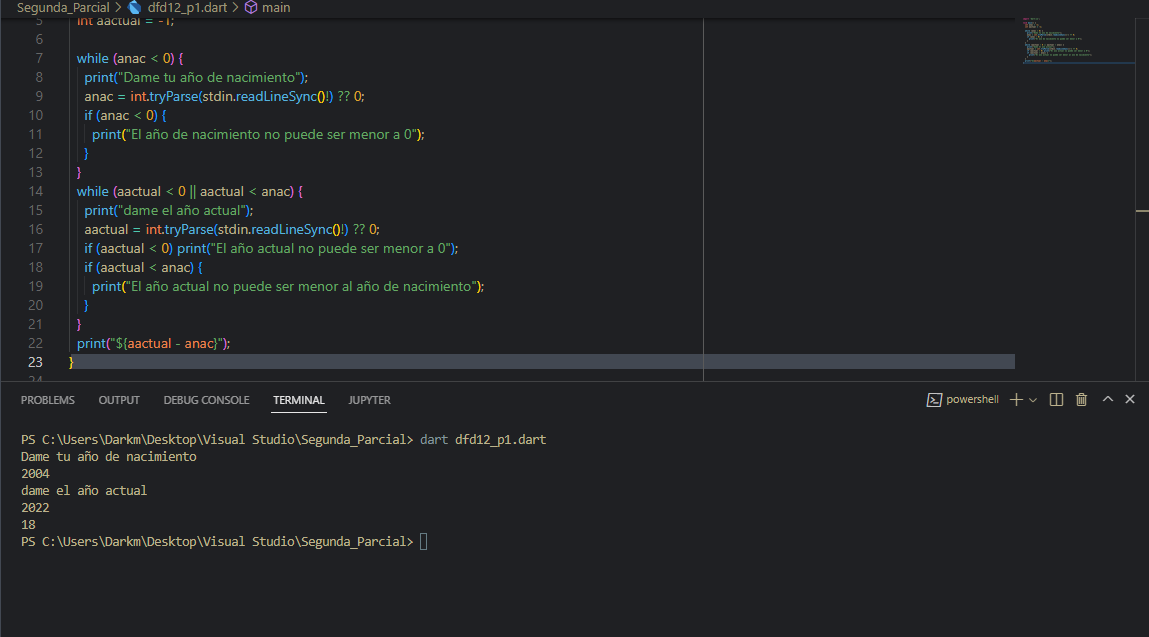 Segunda_Parcial > dfd12_p1.dart > main
5 int aactual = -1;
6
7 while (anac < 0) {
8 print("Dame tu año de nacimiento");
9 anac = int.tryParse(stdin.readLineSync()!) ?? 0;
10 if (anac < 0) {
11 print("El año de nacimiento no puede ser menor a 0");
12 }
13 }
14 while (aactual < 0 || aactual < anac) {
15 print("dame el año actual");
16 aactual = int.tryParse(stdin.readLineSync()!) ?? 0;
17 if (aactual < 0) print("El año actual no puede ser menor a 0");
18 if (aactual < anac) {
19 print("El año actual no puede ser menor al año de nacimiento");
20 }
21 }
22 print("${aactual - anac}");
23 }
24
PROBLEMS OUTPUT DEBUG CONSOLE TERMINAL JUPYTER powershell
PS C:\Users\Darkm\Desktop\Visual Studio\Segunda_Parcial> dart dfd12_p1.dart
Dame tu año de nacimiento
2004
dame el año actual
2022
18
PS C:\Users\Darkm\Desktop\Visual Studio\Segunda_Parcial>